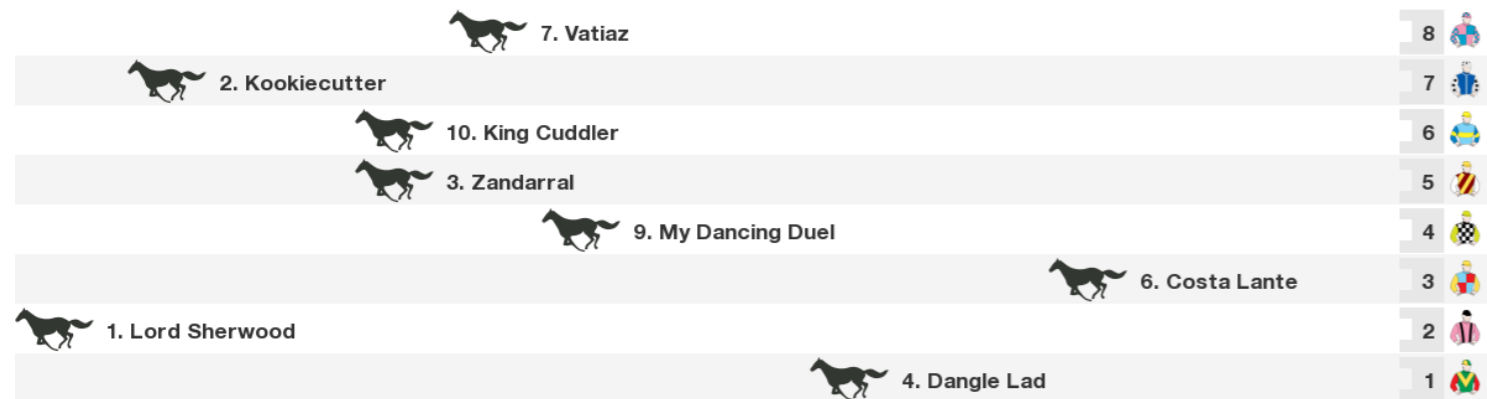 7. Vatiaz 8
2. Kookiecutter 7
10. King Cuddler 6
3. Zandarral 5
9. My Dancing Duel 4
6. Costa Lante 3
1. Lord Sherwood 2
4. Dangle Lad 1